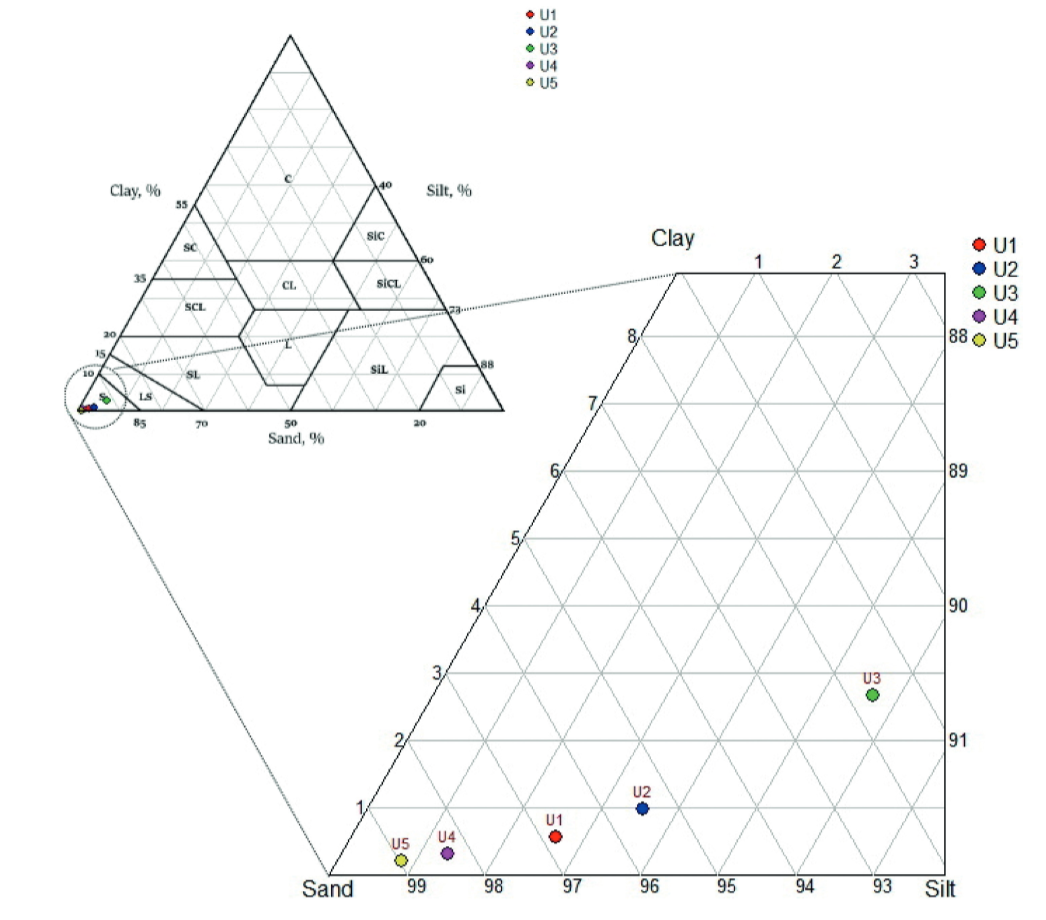 U1
U2
U3
U4
U5
C
40
Clay, %
Silt, %
55
SiC
SC
60
35
CL
SiCL
SCL
73
20
L
15
SiL
88
10
SL
Si
S
LS
85
70
50
20
Sand, %
Clay
1
2
3
U1
U2
U3
U4
U5
8
88
7
6
89
5
4
90
3
U3
2
91
U2
1
U1
U4
U5
Sand
99
98
97
96
95
94
93
Silt